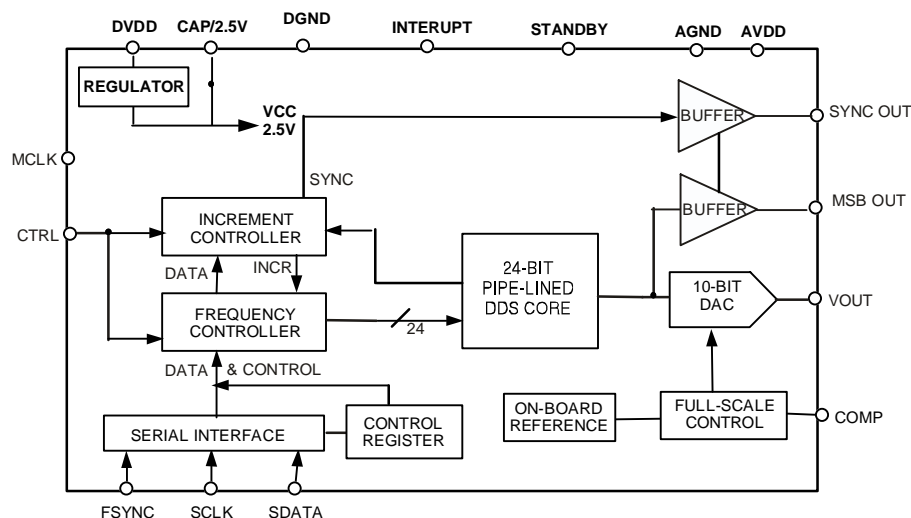 DVDD CAP/2.5V DGND INTERUPT STANDBY AGND AVDD
REGULATOR
VCC
2.5V
BUFFER
SYNC OUT
MCLK
SYNC
BUFFER
MSB OUT
CTRL
INCREMENT
CONTROLLER
DATA
INCR
24-BIT
PIPE-LINED
DDS CORE
10-BIT
DAC
VOUT
FREQUENCY
CONTROLLER
24
DATA & CONTROL
SERIAL INTERFACE
CONTROL
REGISTER
ON-BOARD
REFERENCE
FULL-SCALE
CONTROL
COMP
FSYNC SCLK SDATA